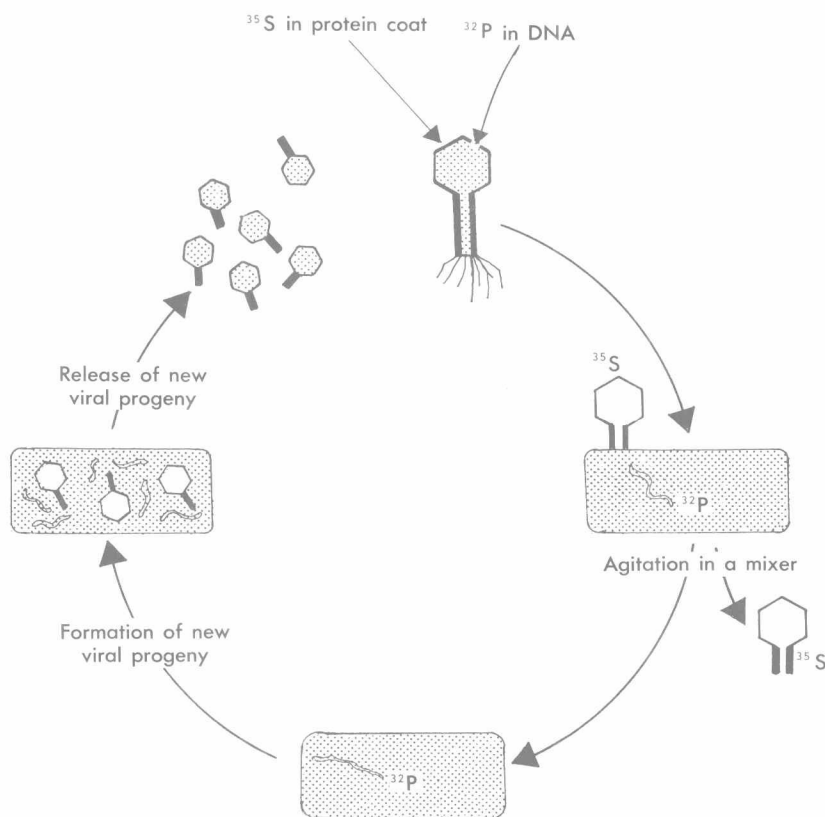 ³⁵S in protein coat
³²P in DNA
³⁵S
³²P
Agitation in a mixer
³⁵S
³²P
Formation of new
viral progeny
Release of new
viral progeny